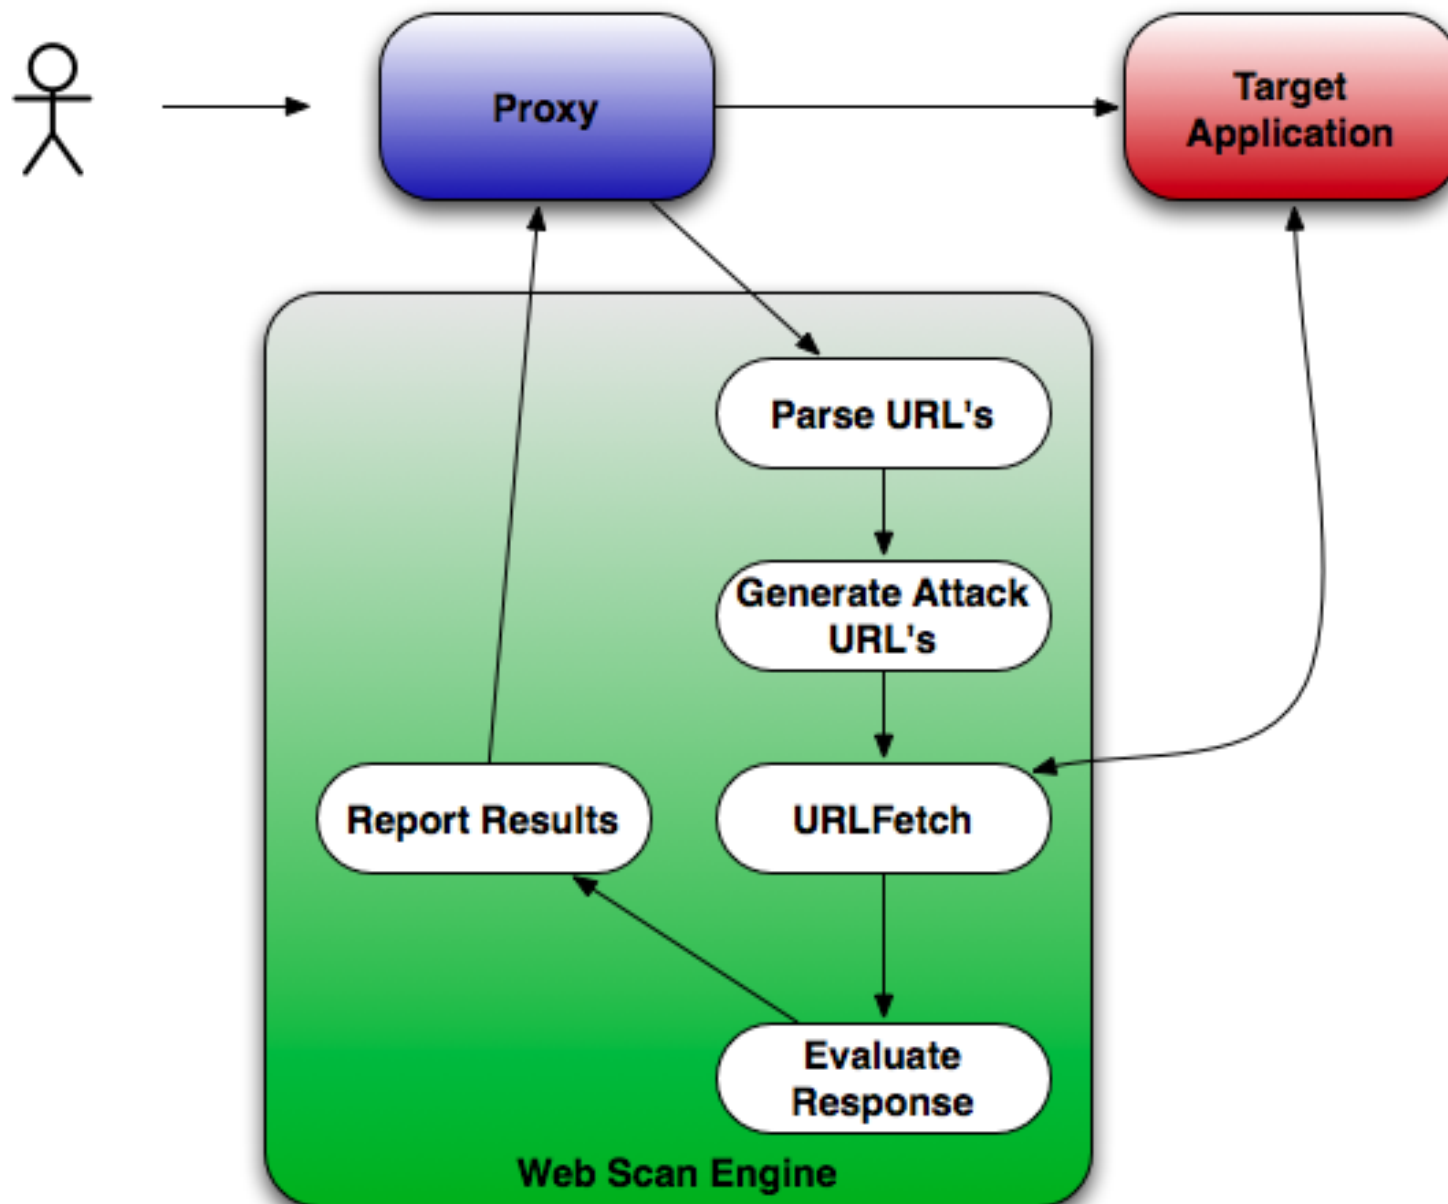 Proxy
Target
Application
Parse URL's
Generate Attack
URL's
Report Results
URLFetch
Evaluate
Response
Web Scan Engine